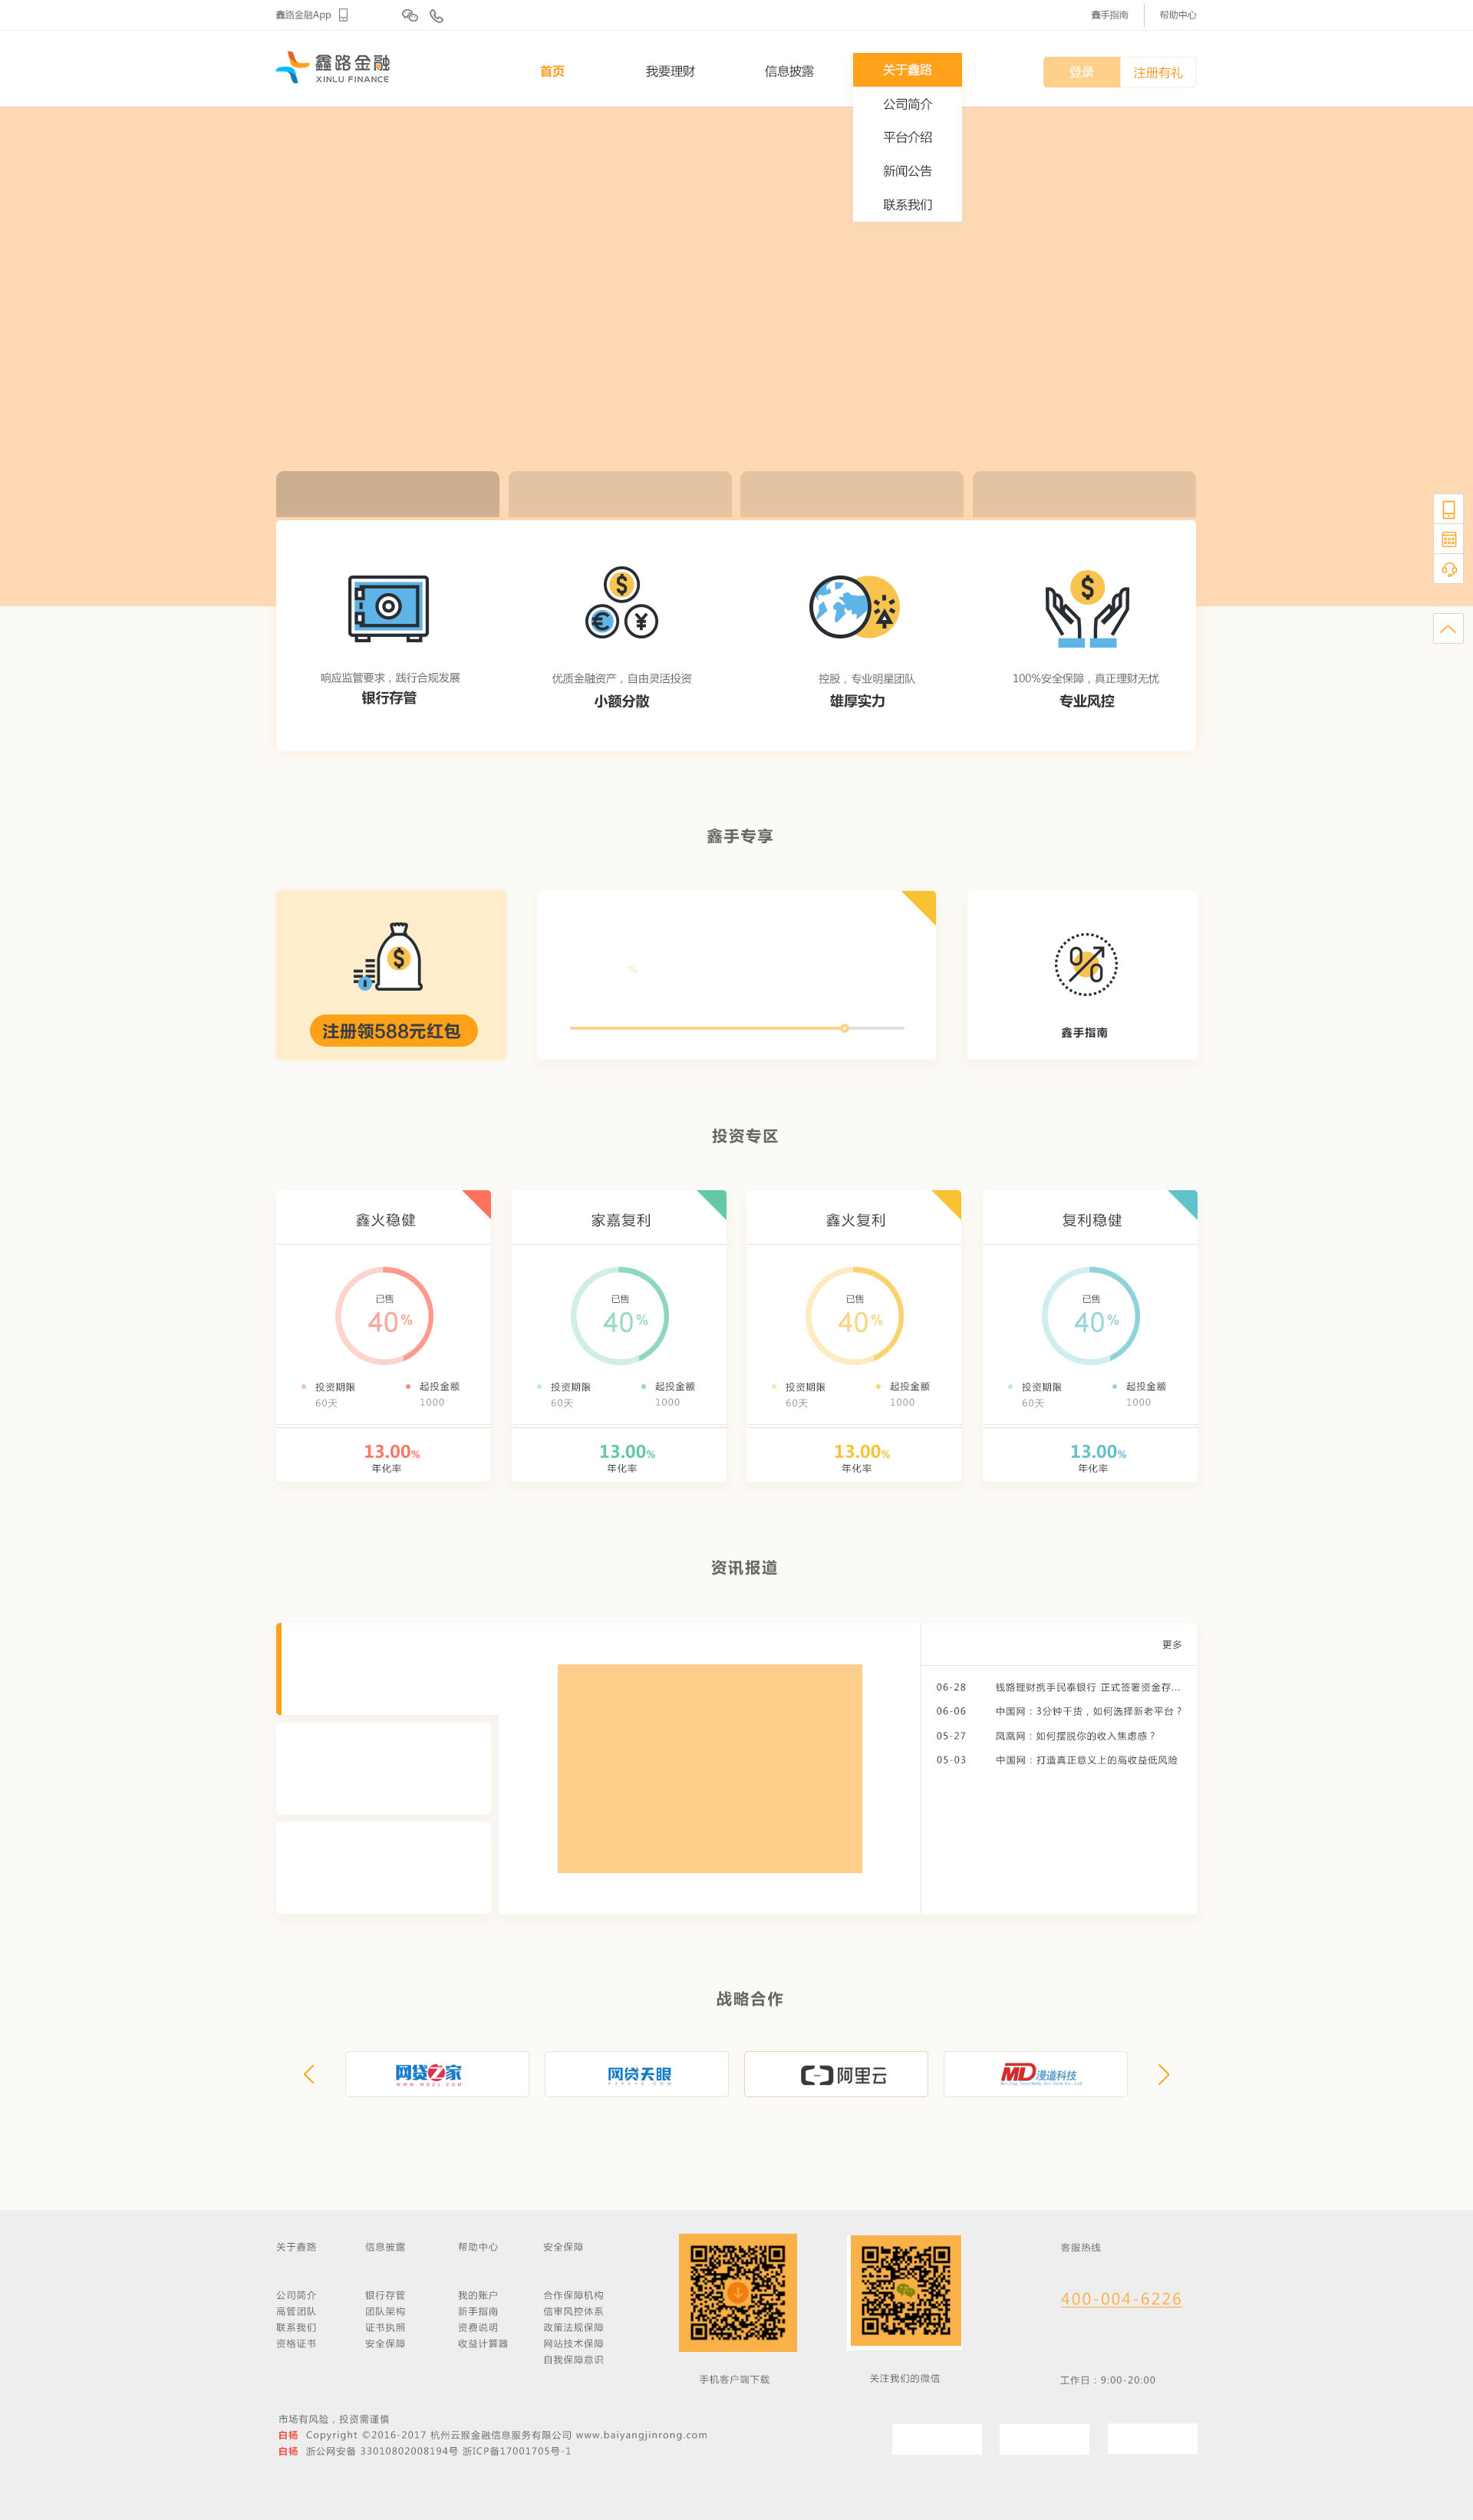 鑫路金融App
鑫手指南
帮助中心
鑫路金融
XINLU FINANCE
首页
我要理财
信息披露
关于鑫路
登录
注册有礼
公司简介
平台介绍
新闻公告
联系我们
响应监管要求，践行合规发展
银行存管
优质金融资产，自由灵活投资
小额分散
控股，专业明星团队
雄厚实力
100%安全保障，真正理财无忧
专业风控
鑫手专享
注册领588元红包
%
鑫手指南
投资专区
鑫火稳健
已售
40%
投资期限
60天
起投金额
1000
13.00%
年化率
家嘉复利
已售
40%
投资期限
60天
起投金额
1000
13.00%
年化率
鑫火复利
已售
40%
投资期限
60天
起投金额
1000
13.00%
年化率
复利稳健
已售
40%
投资期限
60天
起投金额
1000
13.00%
年化率
资讯报道
更多
06-28 钱路理财携手民泰银行 正式签署资金存...
06-06 中国网：3分钟干货，如何选择新老平台？
05-27 凤凰网：如何摆脱你的收入焦虑感？
05-03 中国网：打造真正意义上的高收益低风险
战略合作
网贷之家
网贷天眼
阿里云
MD漫道科技
关于鑫路
公司简介
高管团队
联系我们
资格证书
信息披露
银行存管
团队架构
证书执照
安全保障
帮助中心
我的账户
新手指南
资费说明
收益计算器
安全保障
合作保障机构
信审风控体系
政策法规保障
网站技术保障
自我保障意识
手机客户端下载
关注我们的微信
客服热线
400-004-6226
工作日：9:00-20:00
市场有风险，投资需谨慎
白杨 Copyright ©2016-2017 杭州云猴金融信息服务有限公司 www.baiyangjinrong.com
白杨 浙公网安备 33010802008194号 浙ICP备17001705号-1